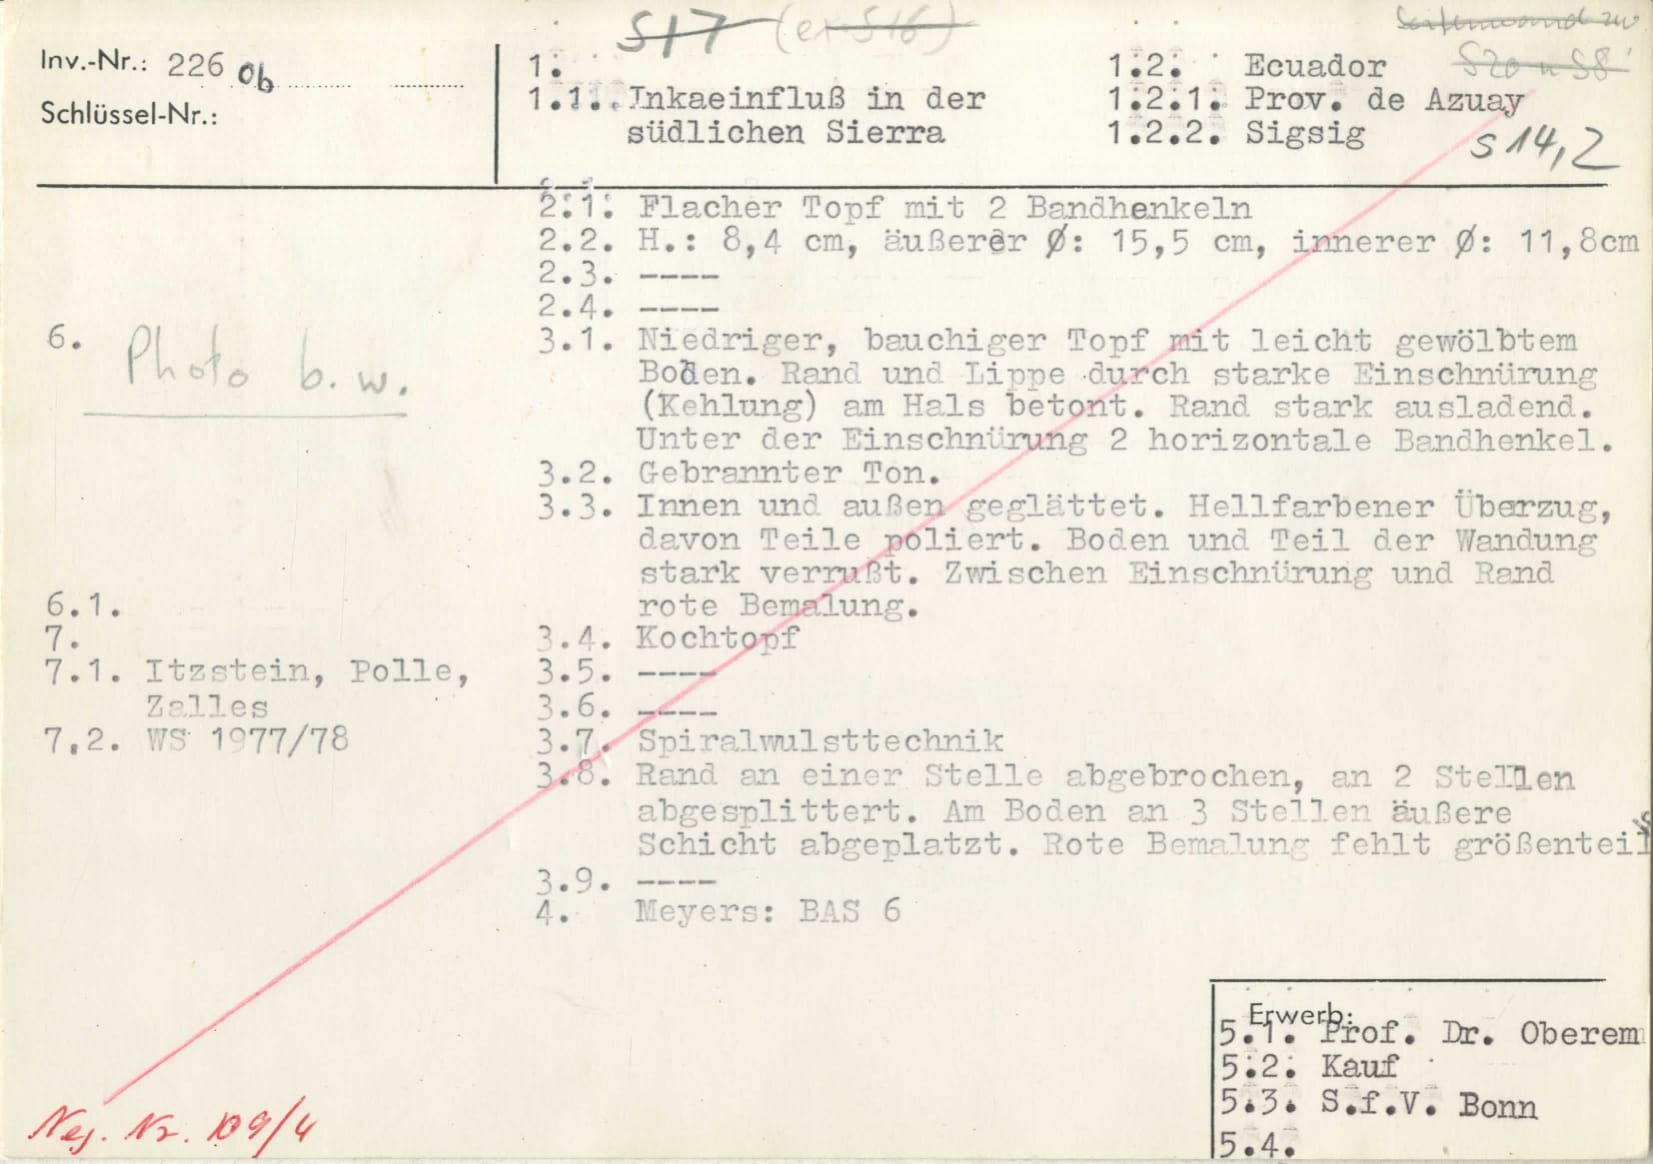 S17 (ex S16)
Seitenwand zu
S20 u S8
Inv.-Nr.: 226 0b
Schlüssel-Nr.:
1.
1.1. Inkaeinfluß in der
südlichen Sierra
1.2. Ecuador
1.2.1. Prov. de Azuay
1.2.2. Sigsig
S 14,2
2.1. Flacher Topf mit 2 Bandhenkeln
2.2. H.: 8,4 cm, äußerer Ø: 15,5 cm, innerer Ø: 11,8cm
2.3. ----
2.4. ----
3.1. Niedriger, bauchiger Topf mit leicht gewölbtem
Boden. Rand und Lippe durch starke Einschnürung
(Kehlung) am Hals betont. Rand stark ausladend.
Unter der Einschnürung 2 horizontale Bandhenkel.
3.2. Gebrannter Ton.
3.3. Innen und außen geglättet. Hellfarbener Überzug,
davon Teile poliert. Boden und Teil der Wandung
stark verrußt. Zwischen Einschnürung und Rand
rote Bemalung.
3.4. Kochtopf
3.5. ----
3.6. ----
3.7. Spiralwulsttechnik
3.8. Rand an einer Stelle abgebrochen, an 2 Stellen
abgesplittert. Am Boden an 3 Stellen äußere
Schicht abgeplatzt. Rote Bemalung fehlt größenteils
3.9. ----
4. Meyers: BAS 6
6. Photo b.w.
6.1.
7.
7.1. Itzstein, Polle,
Zalles
7.2. WS 1977/78
Erwerb:
5.1. Prof. Dr. Oberem
5.2. Kauf
5.3. S.f.V. Bonn
5.4.
Neg. Nr. 109/4